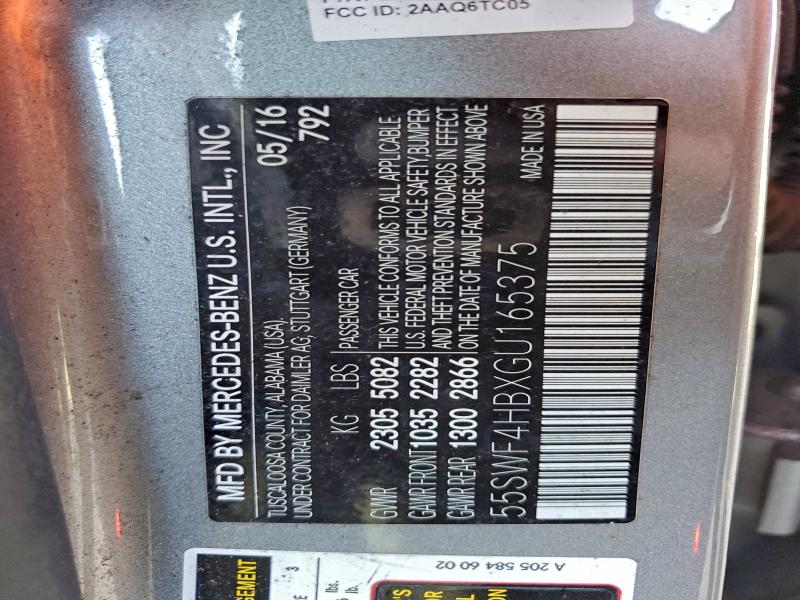 FCC ID: 2AAQ6TC05
MFD BY MERCEDES-BENZ U.S. INTL., INC
TUSCALOOSA COUNTY, ALABAMA (USA).
05/16
UNDER CONTRACT FOR DAIMLER AG, STUTTGART (GERMANY)
792
KG LBS PASSENGER CAR
GVWR 2305 5082 THIS VEHICLE CONFORMS TO ALL APPLICABLE
GAWR FRONT 1035 2282 U.S. FEDERAL MOTOR VEHICLE SAFETY, BUMPER
GAWR REAR 1300 2866 AND THEFT PREVENTION STANDARDS IN EFFECT
ON THE DATE OF MANUFACTURE SHOWN ABOVE
55SWF4HBXGU165375
MADE IN USA
3
lbs.
lb.
A 205 584 60 02